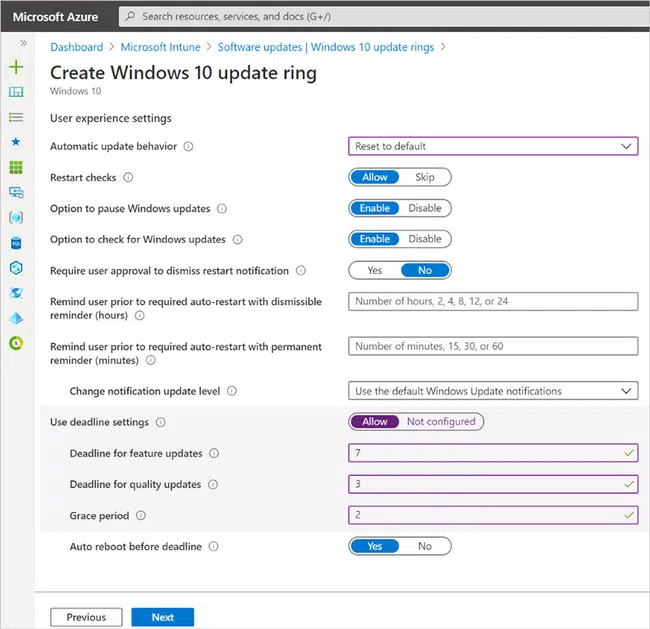 Microsoft Azure
Search resources, services, and docs (G+/)
Dashboard > Microsoft Intune > Software updates | Windows 10 update rings >
Create Windows 10 update ring
Windows 10
User experience settings
Automatic update behavior Reset to default
Restart checks Allow Skip
Option to pause Windows updates Enable Disable
Option to check for Windows updates Enable Disable
Require user approval to dismiss restart notification Yes No
Remind user prior to required auto-restart with dismissible Number of hours, 2, 4, 8, 12, or 24
reminder (hours)
Remind user prior to required auto-restart with permanent Number of minutes, 15, 30, or 60
reminder (minutes)
Change notification update level Use the default Windows Update notifications
Use deadline settings Allow Not configured
Deadline for feature updates 7
Deadline for quality updates 3
Grace period 2
Auto reboot before deadline Yes No
Previous Next